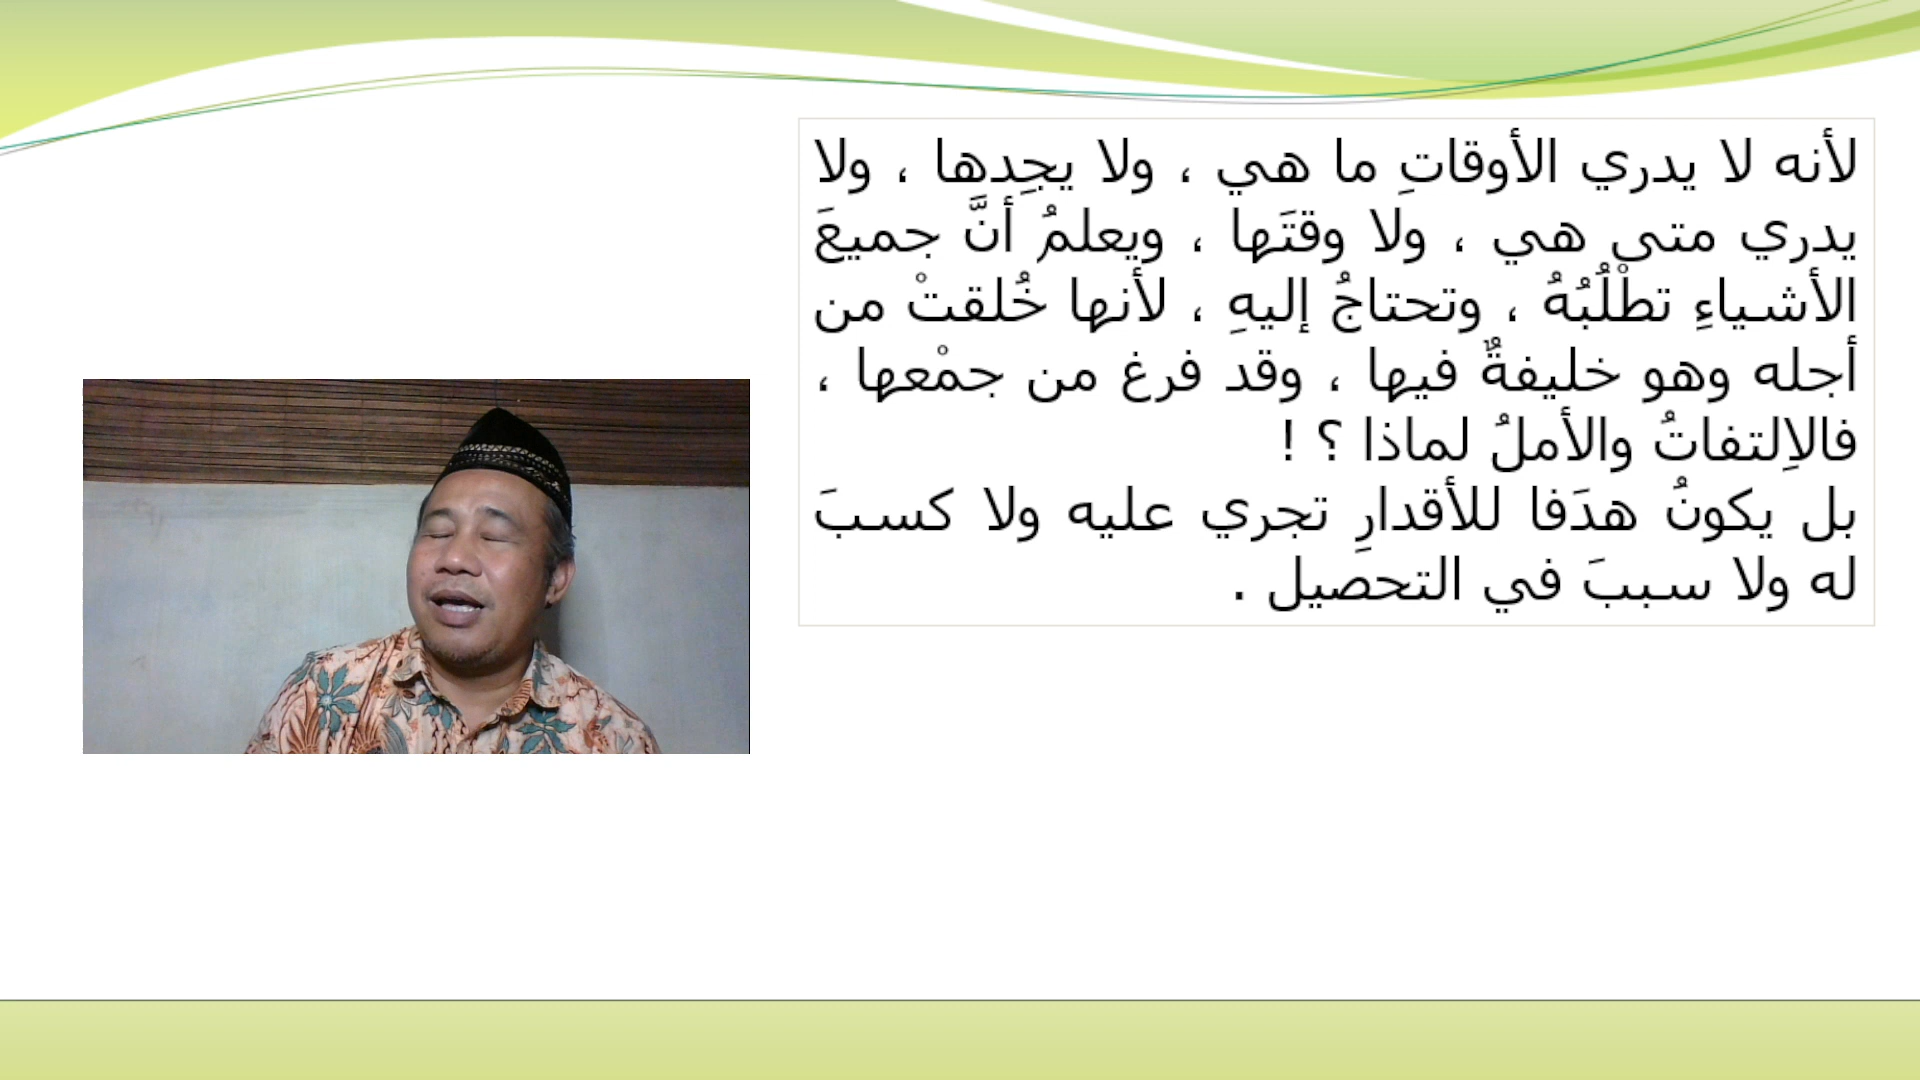 لأنه لا يدري الأوقاتِ ما هي ، ولا يجِدها ، ولا
يدري متى هي ، ولا وقتَها ، ويعلمُ أنَّ جميعَ
الأشياءِ تطْلُبُهُ ، وتحتاجُ إليهِ ، لأنها خُلقتْ من
أجله وهو خليفةٌ فيها ، وقد فرغ من جمْعها ،
فالاِلتفاتُ والأملُ لماذا ؟ !
بل يكونُ هدَفا للأقدارِ تجري عليه ولا كسبَ
له ولا سببَ في التحصيل .